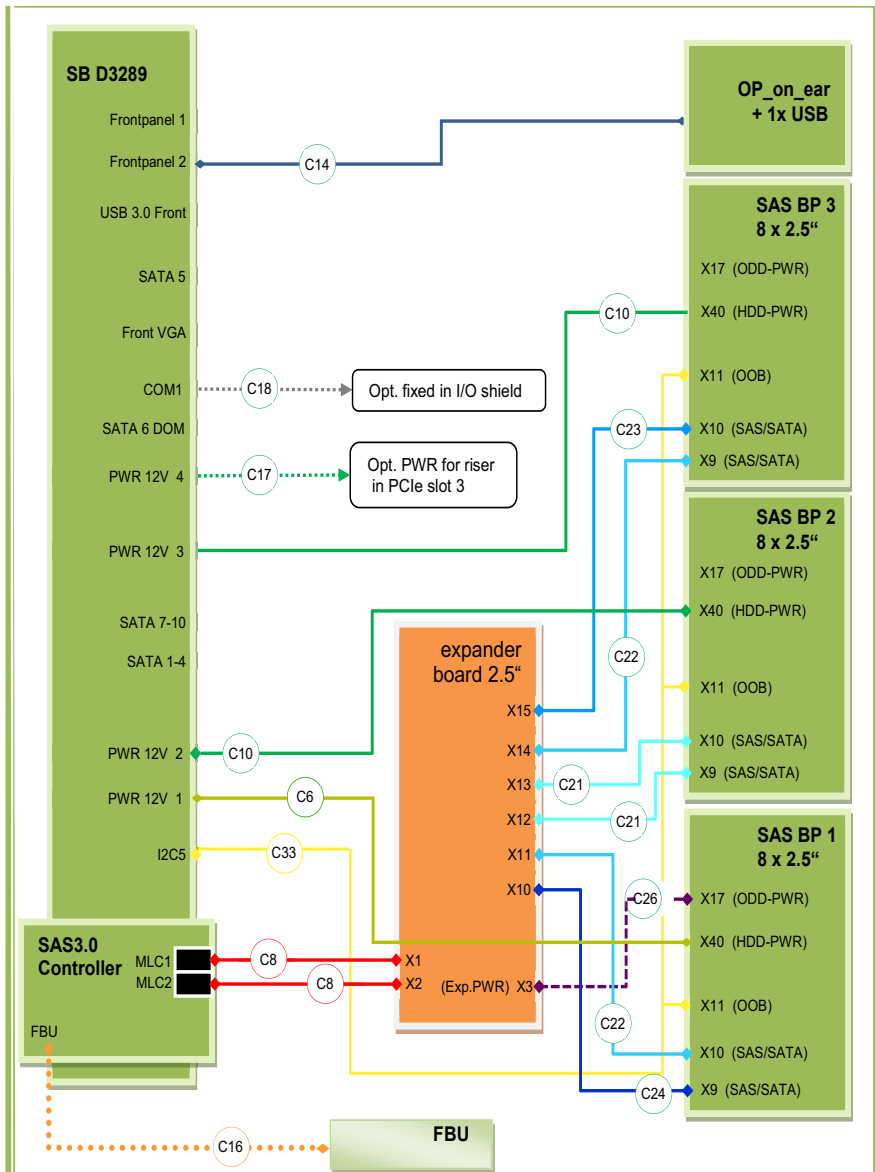 SB D3289
Frontpanel 1
Frontpanel 2
USB 3.0 Front
SATA 5
Front VGA
COM1
SATA 6 DOM
PWR 12V 4
PWR 12V 3
SATA 7-10
SATA 1-4
PWR 12V 2
PWR 12V 1
I2C5
SAS3.0
Controller
MLC1
MLC2
FBU
C14
C18
Opt. fixed in I/O shield
C17
Opt. PWR for riser
in PCIe slot 3
C10
C23
C22
C10
C6
C33
C21
C21
C26
C8
C8
C22
C24
C16
expander
board 2.5“
X15
X14
X13
X12
X11
X10
X1
X2
(Exp.PWR) X3
OP_on_ear
+ 1x USB
SAS BP 3
8 x 2.5“
X17 (ODD-PWR)
X40 (HDD-PWR)
X11 (OOB)
X10 (SAS/SATA)
X9 (SAS/SATA)
SAS BP 2
8 x 2.5“
X17 (ODD-PWR)
X40 (HDD-PWR)
X11 (OOB)
X10 (SAS/SATA)
X9 (SAS/SATA)
SAS BP 1
8 x 2.5“
X17 (ODD-PWR)
X40 (HDD-PWR)
X11 (OOB)
X10 (SAS/SATA)
X9 (SAS/SATA)
FBU